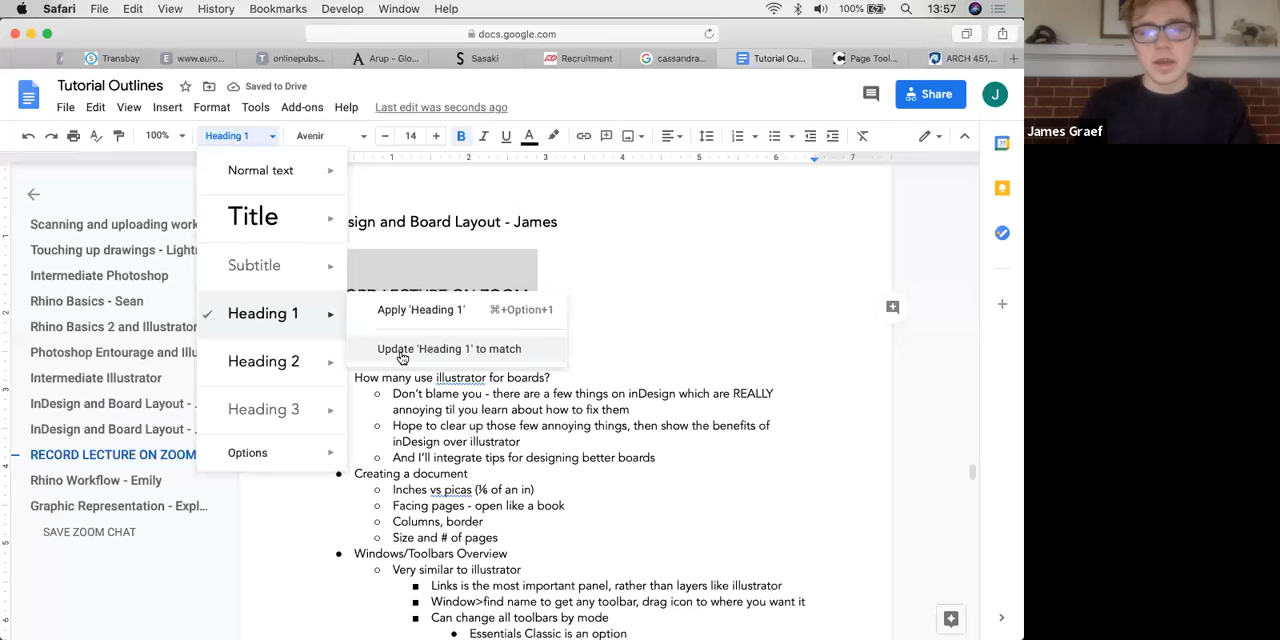 Safari File Edit View History Bookmarks Develop Window Help 100% 13:57
docs.google.com
Transbay www.euro... onlinepubs... Arup - Glo... Sasaki Recruitment cassandra... Tutorial Ou... Page Tool... ARCH 451,...
Tutorial Outlines Saved to Drive
File Edit View Insert Format Tools Add-ons Help Last edit was seconds ago
Share J
James Graef
100% Heading 1 Avenir 14 B I U A
1 2 3 4 5 6 7
Normal text
Title
Subtitle
Heading 1
Heading 2
Heading 3
Options
Apply 'Heading 1' ⌘+Option+1
Update 'Heading 1' to match
Scanning and uploading work
Touching up drawings - Lightr
Intermediate Photoshop
Rhino Basics - Sean
Rhino Basics 2 and Illustrator
Photoshop Entourage and Illu
Intermediate Illustrator
InDesign and Board Layout - .
InDesign and Board Layout - .
RECORD LECTURE ON ZOOM
Rhino Workflow - Emily
Graphic Representation - Expl...
SAVE ZOOM CHAT
sign and Board Layout - James
How many use illustrator for boards?
○ Don't blame you - there are a few things on inDesign which are REALLY
annoying til you learn about how to fix them
○ Hope to clear up those few annoying things, then show the benefits of
inDesign over illustrator
○ And I'll integrate tips for designing better boards
● Creating a document
○ Inches vs picas (⅙ of an in)
○ Facing pages - open like a book
○ Columns, border
○ Size and # of pages
● Windows/Toolbars Overview
○ Very similar to illustrator
■ Links is the most important panel, rather than layers like illustrator
■ Window>find name to get any toolbar, drag icon to where you want it
■ Can change all toolbars by mode
● Essentials Classic is an option